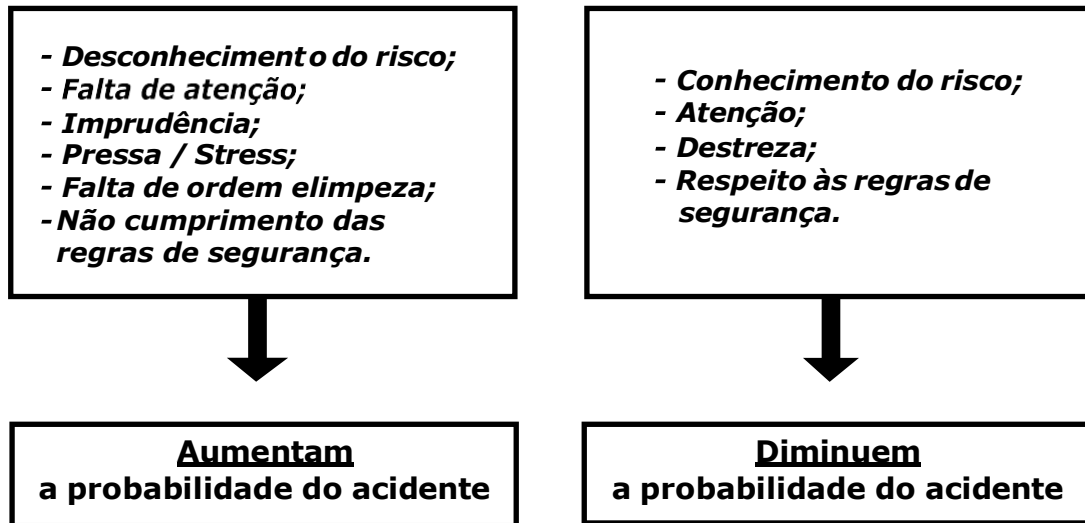 - Desconhecimento do risco;
- Falta de atenção;
- Imprudência;
- Pressa / Stress;
- Falta de ordem elimpeza;
- Não cumprimento das
regras de segurança.
- Conhecimento do risco;
- Atenção;
- Destreza;
- Respeito às regras de
segurança.
Aumentam
a probabilidade do acidente
Diminuem
a probabilidade do acidente